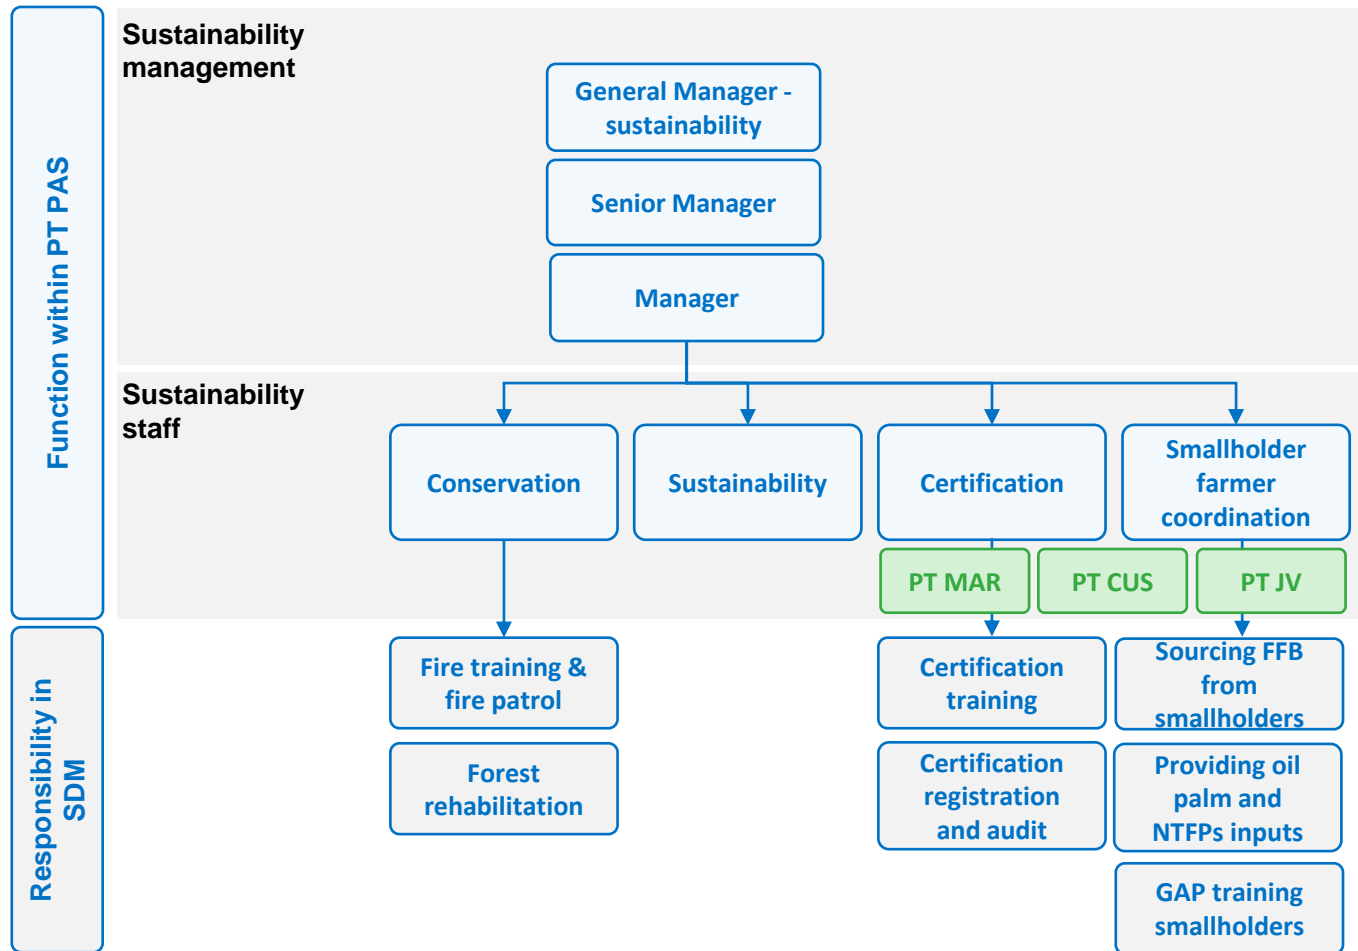 Function within PT PAS
Sustainability
management
General Manager -
sustainability
Senior Manager
Manager
Sustainability
staff
Conservation
Sustainability
Certification
Smallholder
farmer
coordination
PT MAR
PT CUS
PT JV
Responsibility in
SDM
Fire training &
fire patrol
Forest
rehabilitation
Certification
training
Certification
registration
and audit
Sourcing FFB
from
smallholders
Providing oil
palm and
NTFPs inputs
GAP training
smallholders